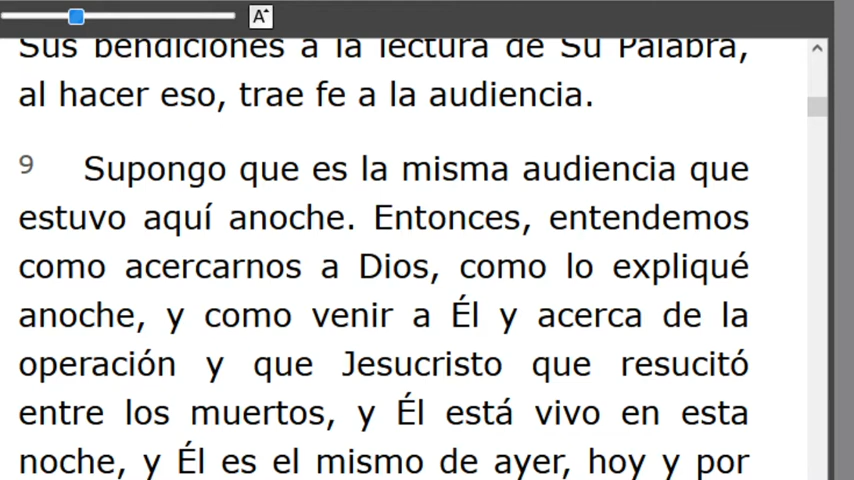 A
Sus bendiciones a la lectura de Su Palabra,
al hacer eso, trae fe a la audiencia.
9 Supongo que es la misma audiencia que
estuvo aquí anoche. Entonces, entendemos
como acercarnos a Dios, como lo expliqué
anoche, y como venir a Él y acerca de la
operación y que Jesucristo que resucitó
entre los muertos, y Él está vivo en esta
noche, y Él es el mismo de ayer, hoy y por